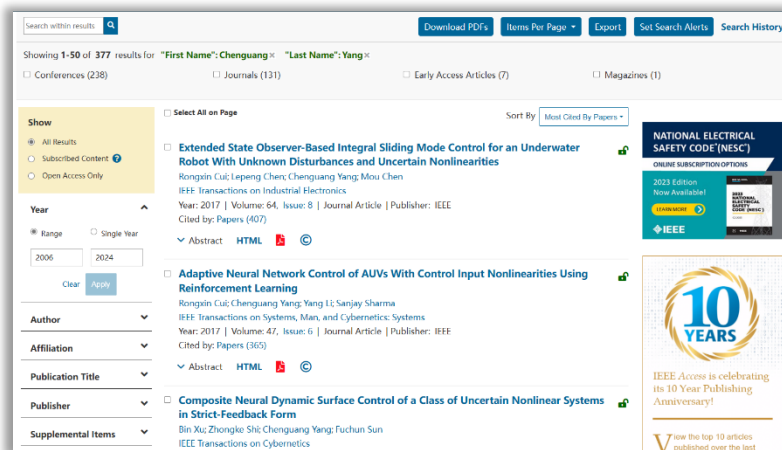 Search within results
Download PDFs
Items Per Page
Export
Set Search Alerts
Search History
Showing 1-50 of 377 results for "First Name": Chenguang × "Last Name": Yang ×
Conferences (238)
Journals (131)
Early Access Articles (7)
Magazines (1)
Show
All Results
Subscribed Content ?
Open Access Only
Year
Range
Single Year
2006
2024
Clear
Apply
Author
Affiliation
Publication Title
Publisher
Supplemental Items
Select All on Page
Sort By
Most Cited By Papers
Extended State Observer-Based Integral Sliding Mode Control for an Underwater
Robot With Unknown Disturbances and Uncertain Nonlinearities
Rongxin Cui; Lepeng Chen; Chenguang Yang; Mou Chen
IEEE Transactions on Industrial Electronics
Year: 2017 | Volume: 64, Issue: 8 | Journal Article | Publisher: IEEE
Cited by: Papers (407)
Abstract HTML ©
Adaptive Neural Network Control of AUVs With Control Input Nonlinearities Using
Reinforcement Learning
Rongxin Cui; Chenguang Yang; Yang Li; Sanjay Sharma
IEEE Transactions on Systems, Man, and Cybernetics: Systems
Year: 2017 | Volume: 47, Issue: 6 | Journal Article | Publisher: IEEE
Cited by: Papers (365)
Abstract HTML ©
Composite Neural Dynamic Surface Control of a Class of Uncertain Nonlinear Systems
in Strict-Feedback Form
Bin Xu; Zhongke Shi; Chenguang Yang; Fuchun Sun
IEEE Transactions on Cybernetics
NATIONAL ELECTRICAL
SAFETY CODE®(NESC®)
ONLINE SUBSCRIPTION OPTIONS
2023 Edition
Now Available!
LEARN MORE
IEEE
2023
NATIONAL
ELECTRICAL
SAFETY
CODE (NESC®)
10
YEARS
IEEE Access is celebrating
its 10 Year Publishing
Anniversary!
View the top 10 articles
published over the last